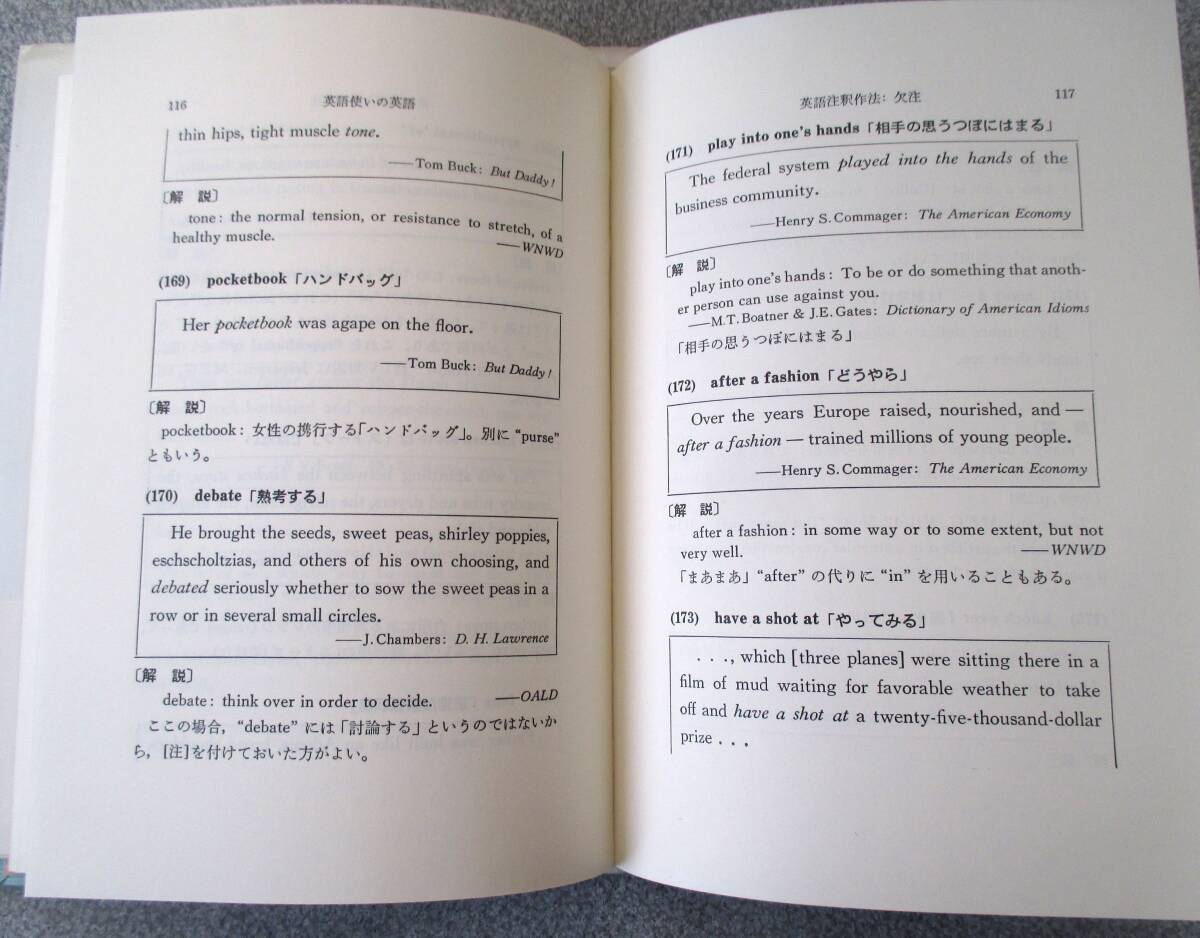 116
英語使いの英語
thin hips, tight muscle tone.
——Tom Buck: But Daddy!
〔解 説〕
tone: the normal tension, or resistance to stretch, of a
healthy muscle.
——WNWD
(169) pocketbook「ハンドバッグ」
Her pocketbook was agape on the floor.
——Tom Buck: But Daddy!
〔解 説〕
pocketbook: 女性の携行する「ハンドバッグ」。別に “purse”
ともいう。
(170) debate「熟考する」
He brought the seeds, sweet peas, shirley poppies,
eschscholtzias, and others of his own choosing, and
debated seriously whether to sow the sweet peas in a
row or in several small circles.
——J. Chambers: D. H. Lawrence
〔解 説〕
debate: think over in order to decide.
——OALD
ここの場合，“debate” には「討論する」というのではないか
ら，[注]を付けておいた方がよい。
英語注釈作法: 欠注
117
(171) play into one's hands「相手の思うつぼにはまる」
The federal system played into the hands of the
business community.
——Henry S. Commager: The American Economy
〔解 説〕
play into one's hands: To be or do something that anoth-
er person can use against you.
——M.T. Boatner & J.E. Gates: Dictionary of American Idioms
「相手の思うつぼにはまる」
(172) after a fashion「どうやら」
Over the years Europe raised, nourished, and —
after a fashion — trained millions of young people.
——Henry S. Commager: The American Economy
〔解 説〕
after a fashion: in some way or to some extent, but not
very well.
——WNWD
「まあまあ」“after” の代りに “in” を用いることもある。
(173) have a shot at「やってみる」
. . ., which [three planes] were sitting there in a
film of mud waiting for favorable weather to take
off and have a shot at a twenty-five-thousand-dollar
prize . . .